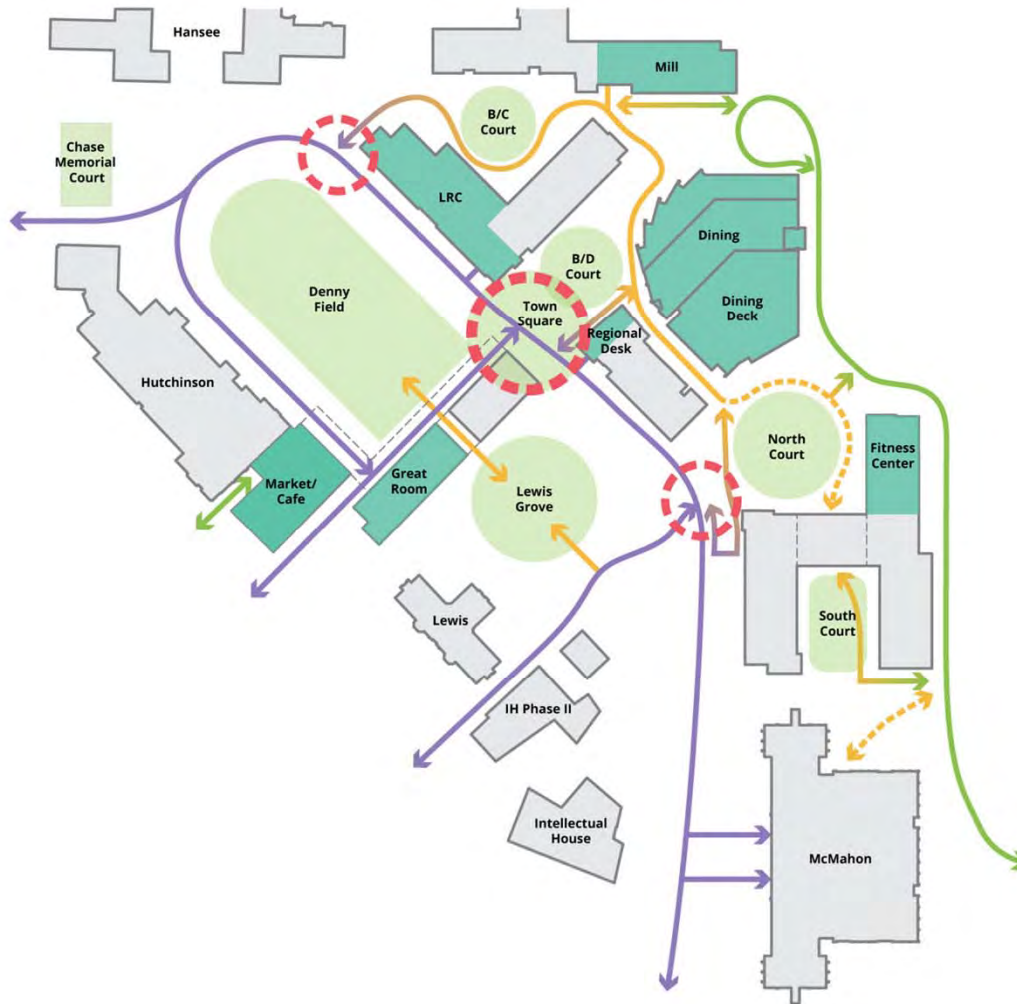 Hansee
Mill
B/C
Court
Chase
Memorial
Court
LRC
Dining
B/D
Court
Denny
Field
Town
Square
Dining
Deck
Regional
Desk
Hutchinson
North
Court
Fitness
Center
Market/
Cafe
Great
Room
Lewis
Grove
Lewis
South
Court
IH Phase II
Intellectual
House
McMahon